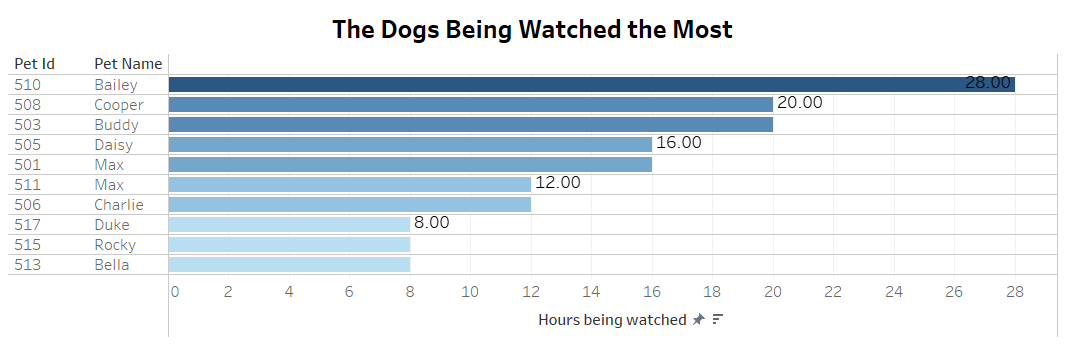 The Dogs Being Watched the Most
Pet Id Pet Name
510 Bailey 28.00
508 Cooper 20.00
503 Buddy
505 Daisy 16.00
501 Max
511 Max 12.00
506 Charlie
517 Duke 8.00
515 Rocky
513 Bella
0 2 4 6 8 10 12 14 16 18 20 22 24 26 28
Hours being watched